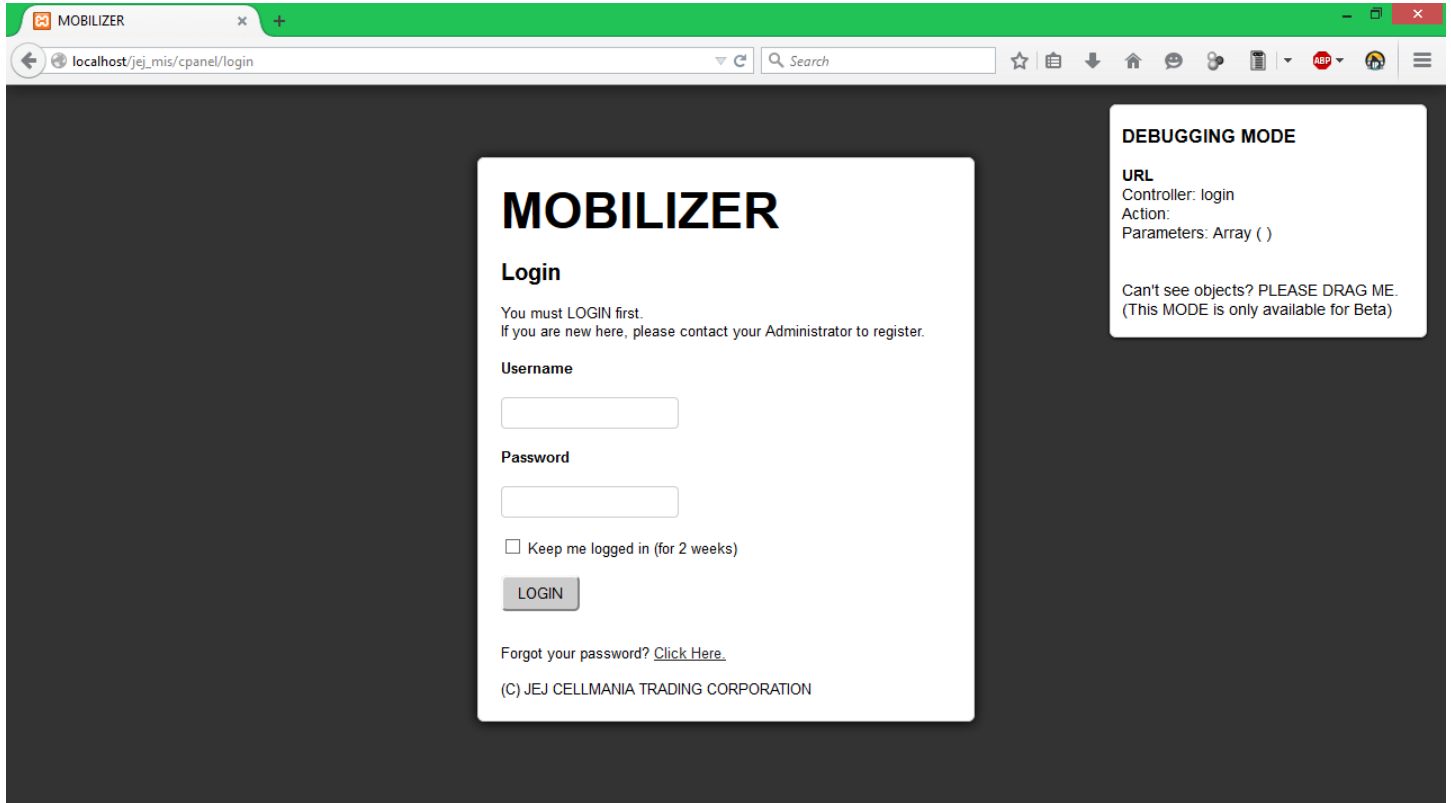 MOBILIZER
localhost/jej_mis/cpanel/login
Search
ABP
DEBUGGING MODE
URL
Controller: login
Action:
Parameters: Array ( )
Can't see objects? PLEASE DRAG ME.
(This MODE is only available for Beta)
MOBILIZER
Login
You must LOGIN first.
If you are new here, please contact your Administrator to register.
Username
Password
Keep me logged in (for 2 weeks)
LOGIN
Forgot your password? Click Here.
(C) JEJ CELLMANIA TRADING CORPORATION